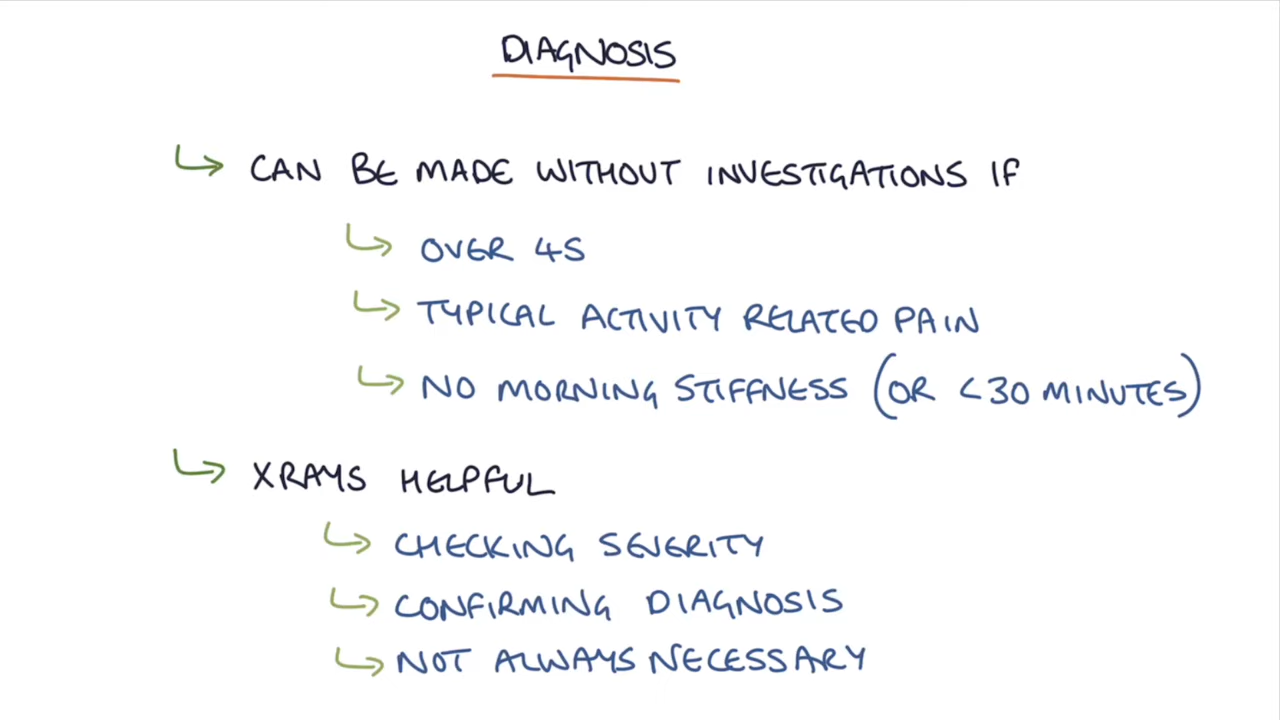 DIAGNOSIS
CAN BE MADE WITHOUT INVESTIGATIONS IF
OVER 45
TYPICAL ACTIVITY RELATED PAIN
NO MORNING STIFFNESS (OR <30 MINUTES)
XRAYS HELPFUL
CHECKING SEVERITY
CONFIRMING DIAGNOSIS
NOT ALWAYS NECESSARY